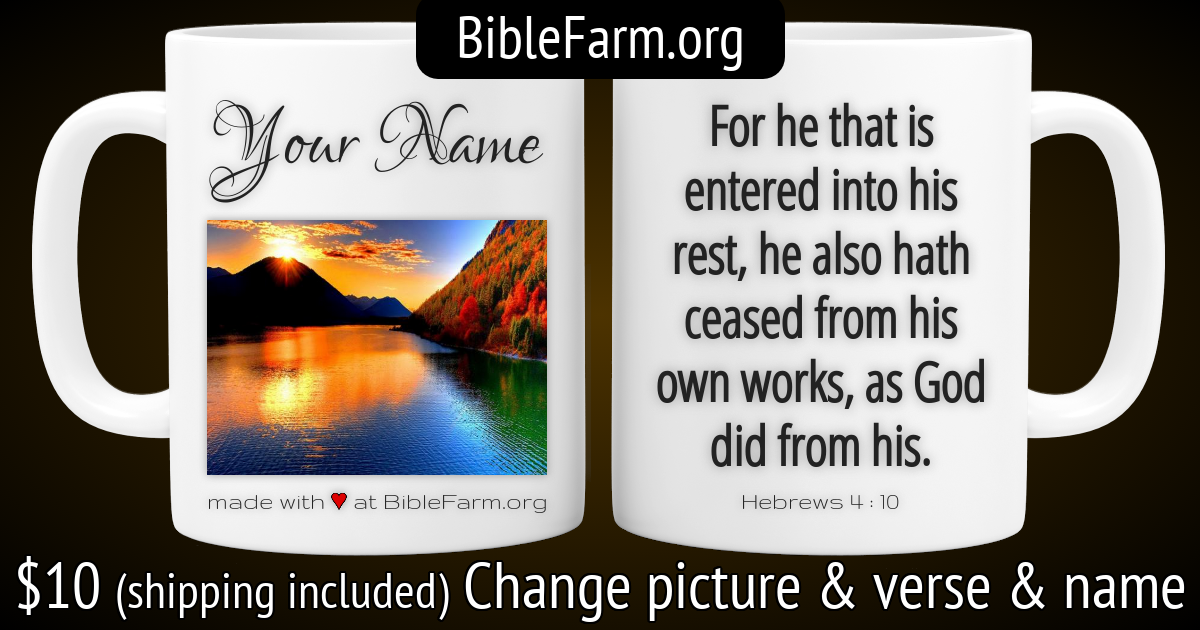 BibleFarm.org
Your Name
made with ♥ at BibleFarm.org
For he that is
entered into his
rest, he also hath
ceased from his
own works, as God
did from his.
Hebrews 4 : 10
$10 (shipping included) Change picture & verse & name